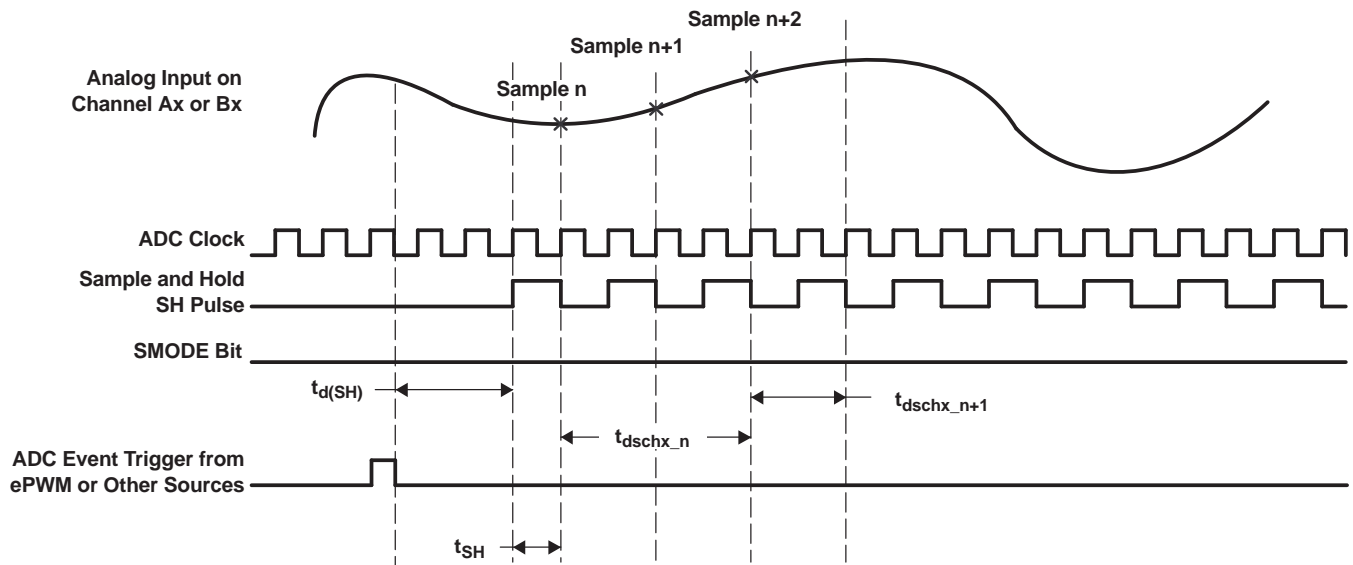 Sample n+2
Sample n+1
Analog Input on
Channel Ax or Bx
Sample n
ADC Clock
Sample and Hold
SH Pulse
SMODE Bit
td(SH)
tdschx_n+1
tdschx_n
ADC Event Trigger from
ePWM or Other Sources
tSH